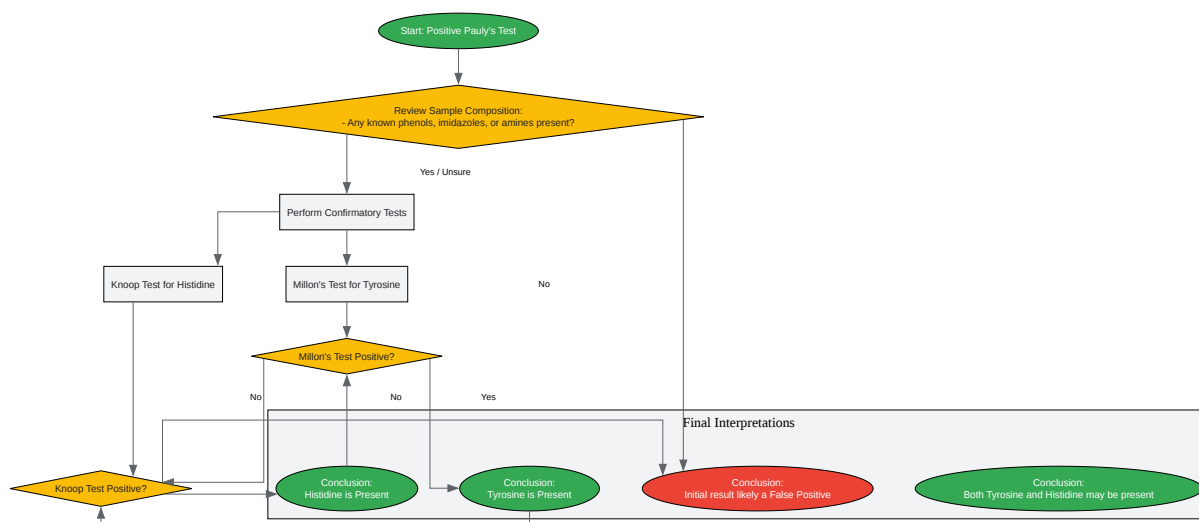 Start: Positive Pauly's Test
Review Sample Composition:
- Any known phenols, imidazoles, or amines present?
Yes / Unsure
Perform Confirmatory Tests
Knoop Test for Histidine
Millon's Test for Tyrosine
No
Millon's Test Positive?
No
No
Yes
Final Interpretations
Knoop Test Positive?
Conclusion:
Histidine is Present
Conclusion:
Tyrosine is Present
Conclusion:
Initial result likely a False Positive
Conclusion:
Both Tyrosine and Histidine may be present